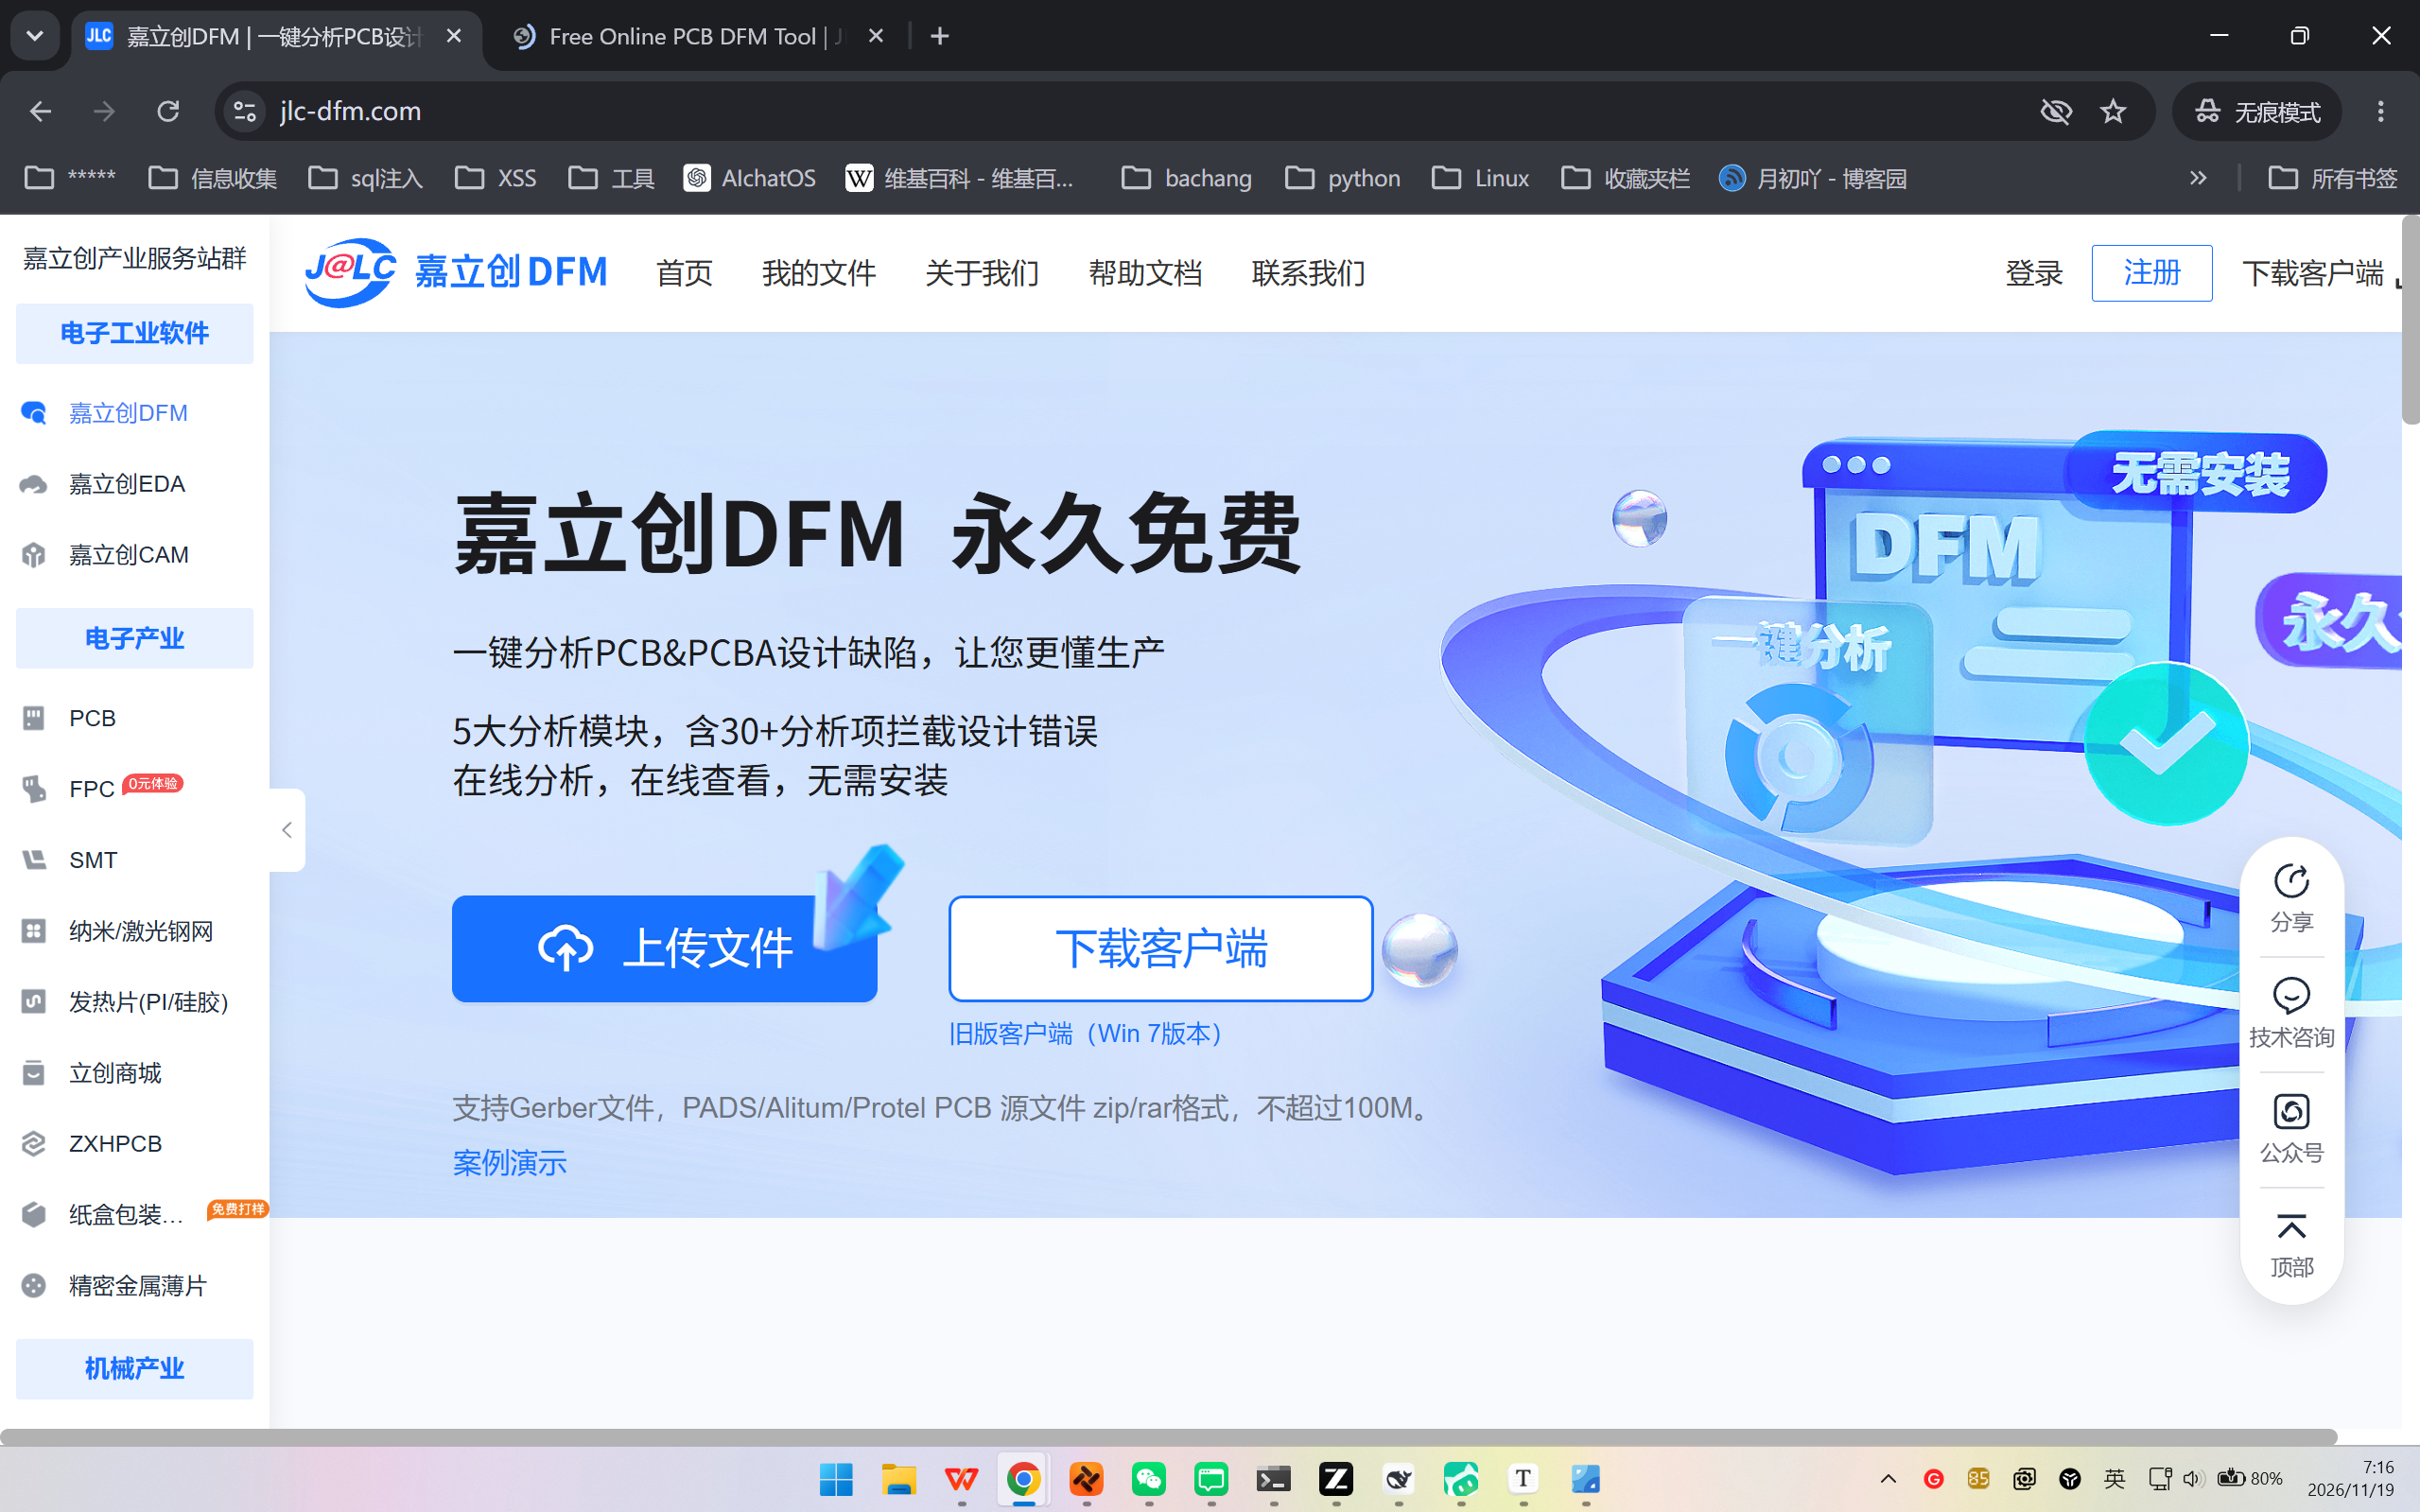 嘉立创DFM | 一键分析PCB设计
Free Online PCB DFM Tool | J
jlc-dfm.com
无痕模式
*****
信息收集
sql注入
XSS
工具
AIchatOS
维基百科 - 维基百...
bachang
python
Linux
收藏夹栏
月初吖 - 博客园
所有书签
嘉立创产业服务站群
电子工业软件
嘉立创DFM
嘉立创EDA
嘉立创CAM
电子产业
PCB
FPC 0元体验
SMT
纳米/激光钢网
发热片(PI/硅胶)
立创商城
ZXHPCB
纸盒包装... 免费打样
精密金属薄片
机械产业
J@LC 嘉立创DFM
首页
我的文件
关于我们
帮助文档
联系我们
登录
注册
下载客户端
嘉立创DFM 永久免费
一键分析PCB&PCBA设计缺陷，让您更懂生产
5大分析模块，含30+分析项拦截设计错误
在线分析，在线查看，无需安装
上传文件
下载客户端
旧版客户端（Win 7版本）
支持Gerber文件，PADS/Alitum/Protel PCB 源文件 zip/rar格式，不超过100M。
案例演示
无需安装
DFM
永久
一键分析
分享
技术咨询
公众号
顶部
英
80%
7:16
2026/11/19